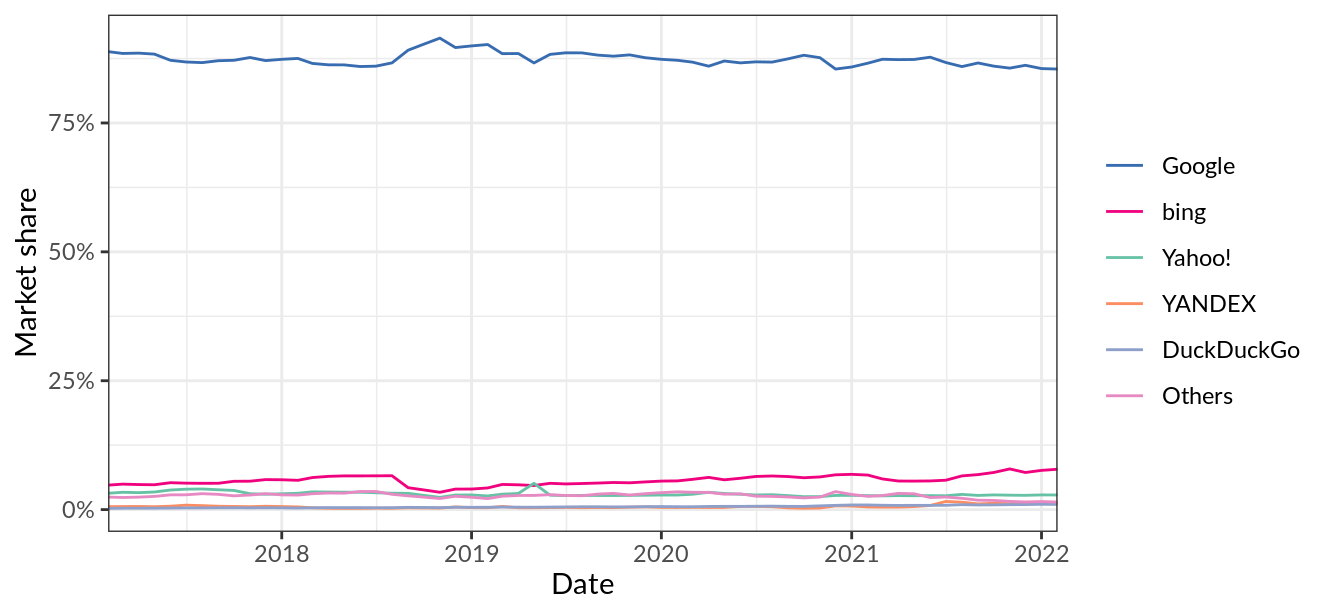 Market share
75%
50%
25%
0%
2018 2019 2020 2021 2022
Date
Google
bing
Yahoo!
YANDEX
DuckDuckGo
Others